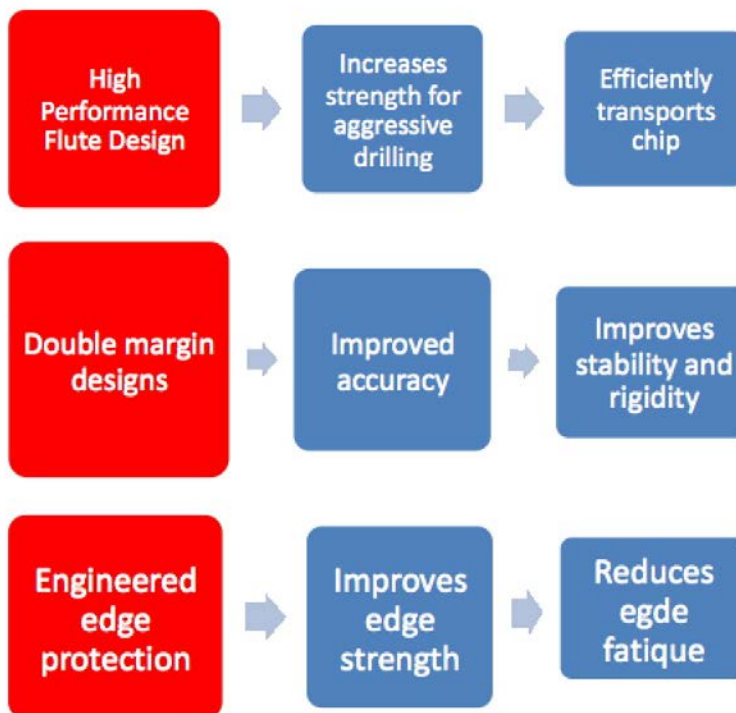 High
Performance
Flute Design
Increases
strength for
aggressive
drilling
Efficiently
transports
chip
Double margin
designs
Improved
accuracy
Improves
stability and
rigidity
Engineered
edge
protection
Improves
edge
strength
Reduces
egde
fatique